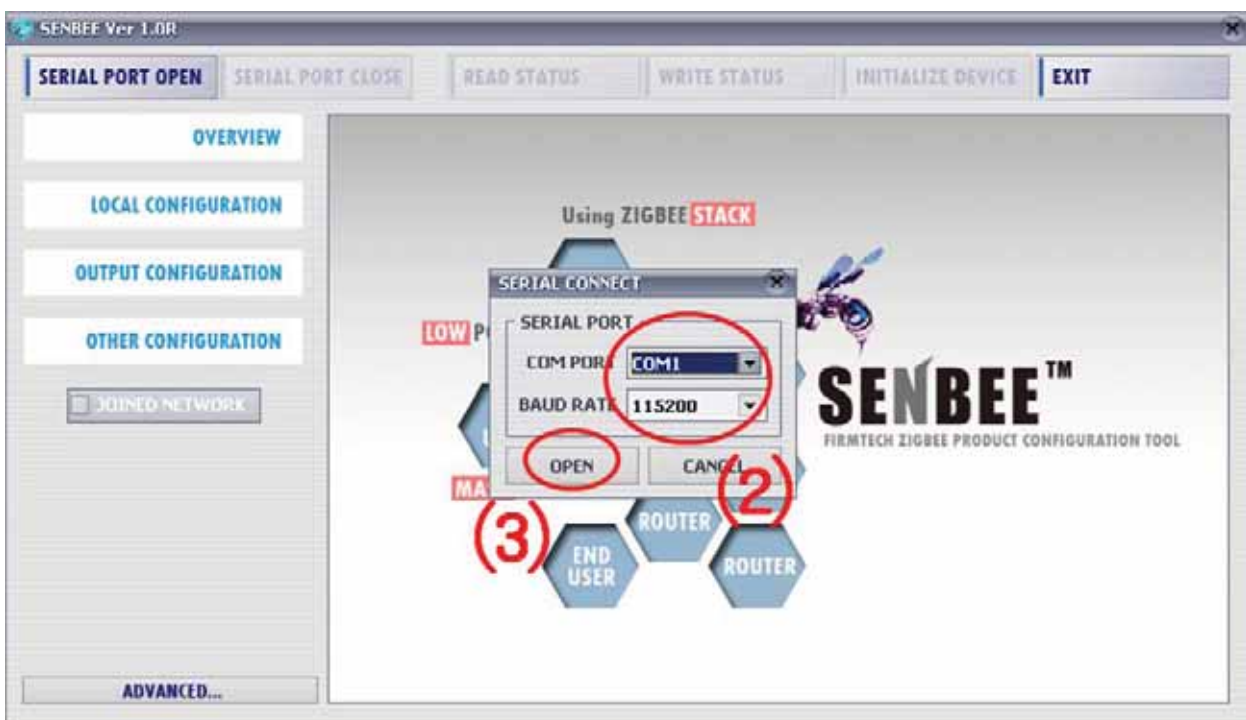 SENBEE Ver 1.0R
SERIAL PORT OPEN
SERIAL PORT CLOSE
READ STATUS
WRITE STATUS
INITIALIZE DEVICE
EXIT
OVERVIEW
LOCAL CONFIGURATION
OUTPUT CONFIGURATION
OTHER CONFIGURATION
JOINED NETWORK
ADVANCED...
Using ZIGBEE STACK
LOW
SERIAL CONNECT
SERIAL PORT
COM PORT COM1
BAUD RATE 115200
OPEN
CANCEL
(2)
(3)
ROUTER
END
USER
ROUTER
SENBEE™
FIRMTECH ZIGBEE PRODUCT CONFIGURATION TOOL